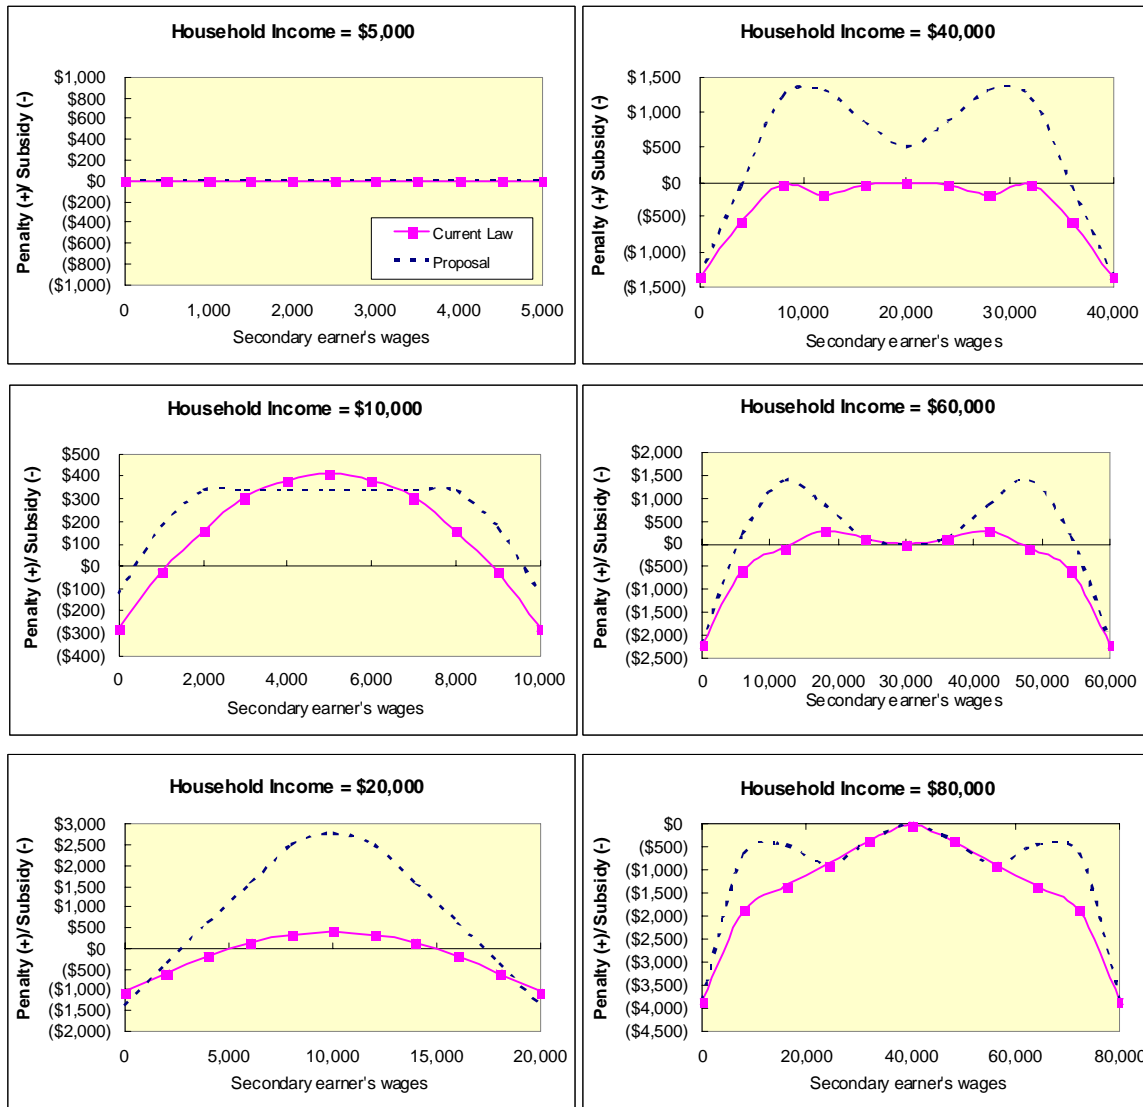 Household Income = $5,000
Penalty (+)/ Subsidy (-)
$1,000
$800
$600
$400
$200
$0
($200)
($400)
($600)
($800)
($1,000)
Current Law
Proposal
0 1,000 2,000 3,000 4,000 5,000
Secondary earner's wages
Household Income = $40,000
Penalty (+)/ Subsidy (-)
$1,500
$1,000
$500
$0
($500)
($1,000)
($1,500)
0 10,000 20,000 30,000 40,000
Secondary earner's wages
Household Income = $10,000
Penalty (+)/ Subsidy (-)
$500
$400
$300
$200
$100
$0
($100)
($200)
($300)
($400)
0 2,000 4,000 6,000 8,000 10,000
Secondary earner's wages
Household Income = $60,000
Penalty (+)/ Subsidy (-)
$2,000
$1,500
$1,000
$500
$0
($500)
($1,000)
($1,500)
($2,000)
($2,500)
0 10,000 20,000 30,000 40,000 50,000 60,000
Secondary earner's wages
Household Income = $20,000
Penalty (+)/Subsidy (-)
$3,000
$2,500
$2,000
$1,500
$1,000
$500
$0
($500)
($1,000)
($1,500)
($2,000)
0 5,000 10,000 15,000 20,000
Secondary earner's wages
Household Income = $80,000
Penalty (+)/Subsidy (-)
$0
($500)
($1,000)
($1,500)
($2,000)
($2,500)
($3,000)
($3,500)
($4,000)
($4,500)
0 20,000 40,000 60,000 80,000
Secondary earner's wages